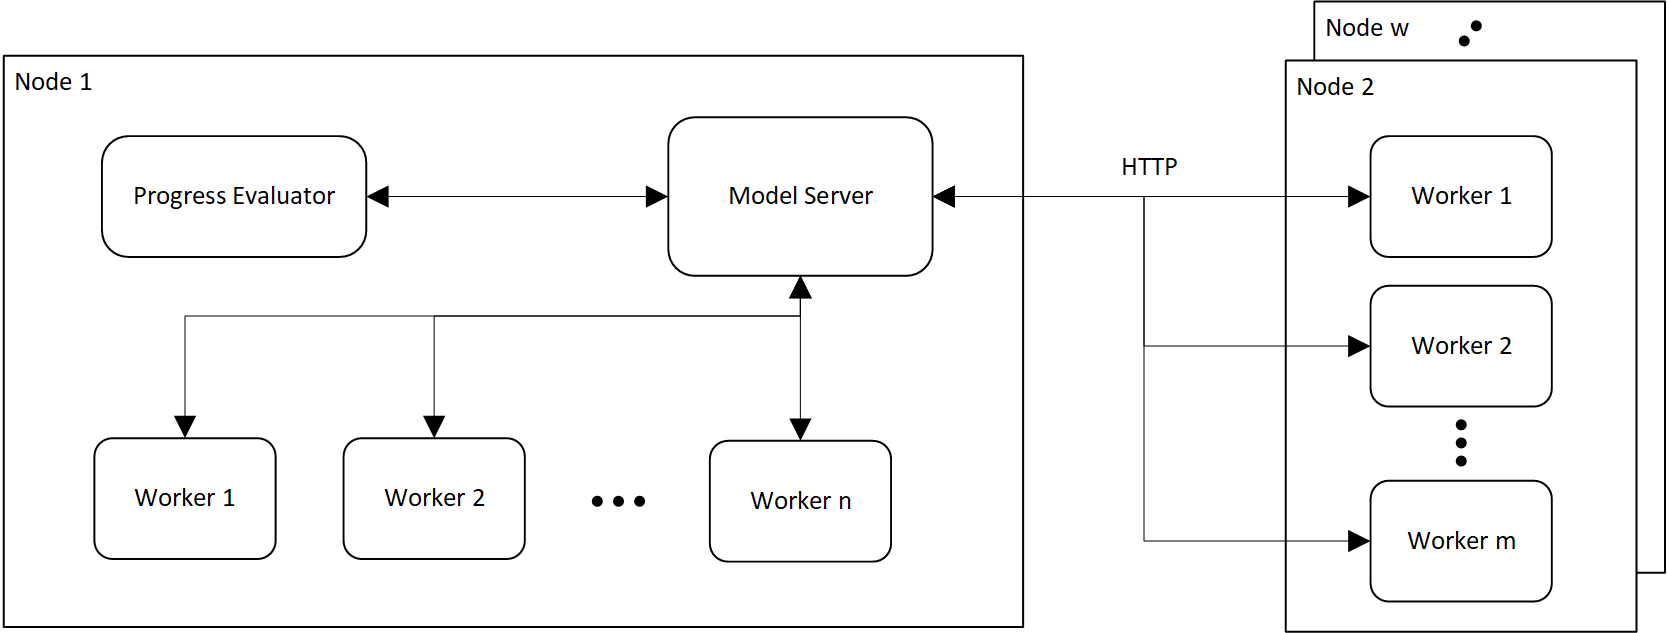 Node 1
Progress Evaluator
Model Server
Worker 1
Worker 2
Worker n
HTTP
Node w
Node 2
Worker 1
Worker 2
Worker m